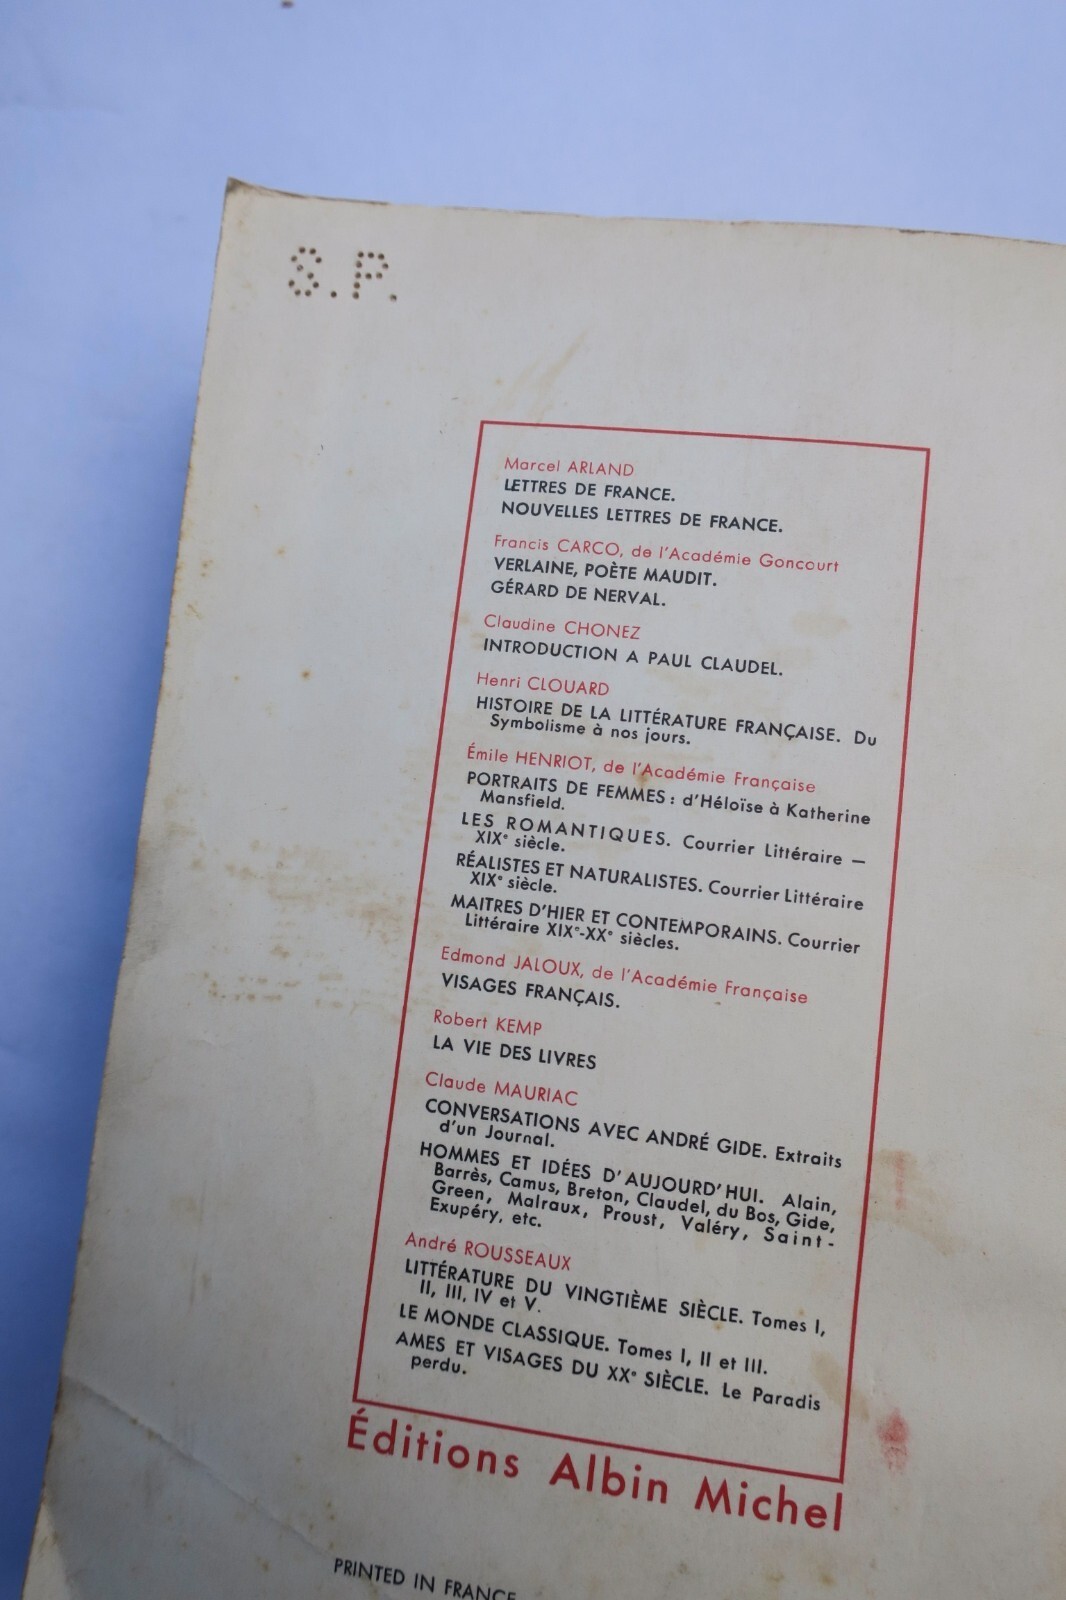 S.P.
Marcel ARLAND
LETTRES DE FRANCE.
NOUVELLES LETTRES DE FRANCE.
Francis CARCO, de l'Académie Goncourt
VERLAINE, POÈTE MAUDIT.
GÉRARD DE NERVAL.
Claudine CHONEZ
INTRODUCTION A PAUL CLAUDEL.
Henri CLOUARD
HISTOIRE DE LA LITTÉRATURE FRANÇAISE. Du
Symbolisme à nos jours.
Émile HENRIOT, de l'Académie Française
PORTRAITS DE FEMMES : d'Héloïse à Katherine
Mansfield.
LES ROMANTIQUES. Courrier Littéraire —
XIXe siècle.
RÉALISTES ET NATURALISTES. Courrier Littéraire
XIXe siècle.
MAITRES D'HIER ET CONTEMPORAINS. Courrier
Littéraire XIXe-XXe siècles.
Edmond JALOUX, de l'Académie Française
VISAGES FRANÇAIS.
Robert KEMP
LA VIE DES LIVRES
Claude MAURIAC
CONVERSATIONS AVEC ANDRÉ GIDE. Extraits
d'un Journal.
HOMMES ET IDÉES D'AUJOURD'HUI. Alain,
Barrès, Camus, Breton, Claudel, du Bos, Gide,
Green, Malraux, Proust, Valéry, Saint-
Exupéry, etc.
André ROUSSEAUX
LITTÉRATURE DU VINGTIÈME SIÈCLE. Tomes I,
II, III, IV et V.
LE MONDE CLASSIQUE. Tomes I, II et III.
AMES ET VISAGES DU XXe SIÈCLE. Le Paradis
perdu.
Éditions Albin Michel
PRINTED IN FRANCE